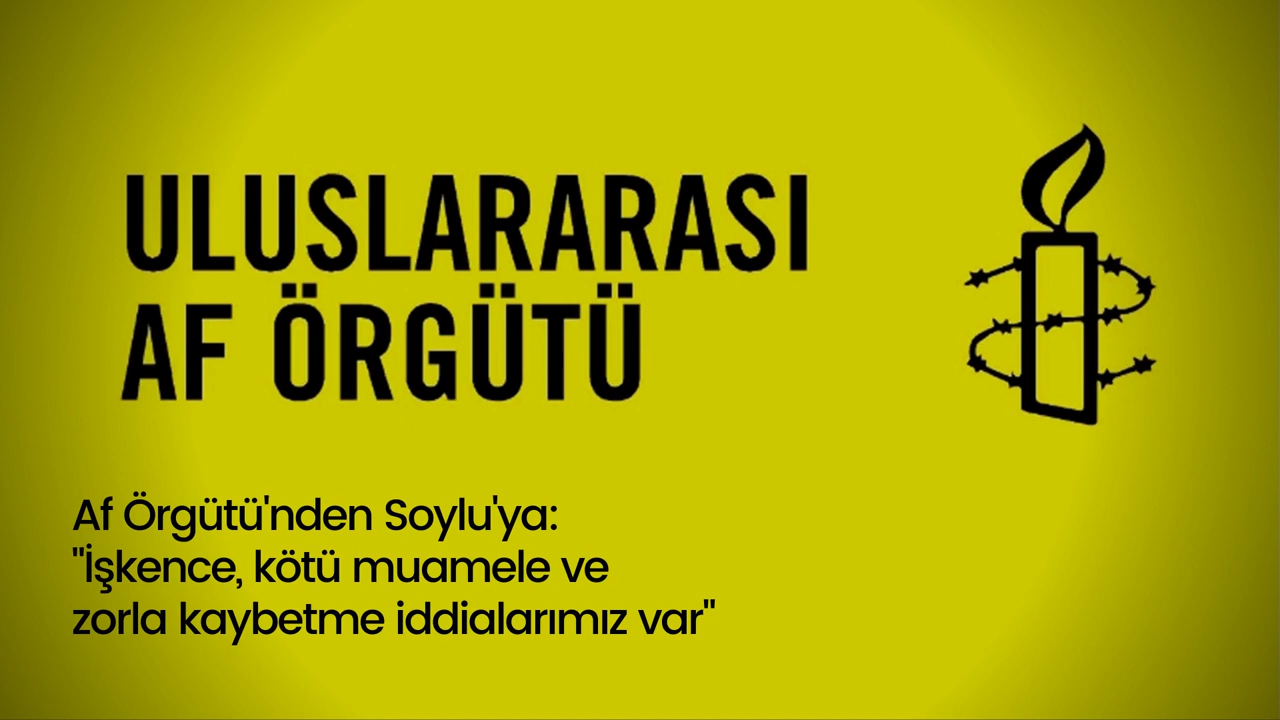 ULUSLARARASI
AF ÖRGÜTÜ
Af Örgütü'nden Soylu'ya:
"İşkence, kötü muamele ve
zorla kaybetme iddialarımız var"